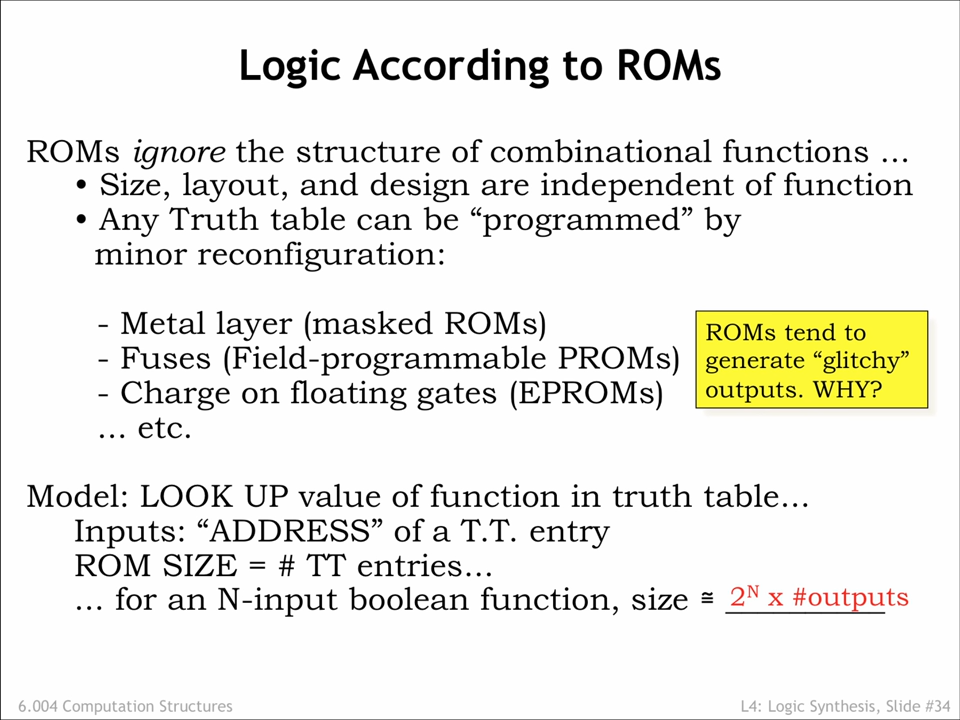 Logic According to ROMs
ROMs ignore the structure of combinational functions ...
• Size, layout, and design are independent of function
• Any Truth table can be “programmed” by
minor reconfiguration:
- Metal layer (masked ROMs)
- Fuses (Field-programmable PROMs)
- Charge on floating gates (EPROMs)
... etc.
ROMs tend to
generate “glitchy”
outputs. WHY?
Model: LOOK UP value of function in truth table...
Inputs: “ADDRESS” of a T.T. entry
ROM SIZE = # TT entries...
... for an N-input boolean function, size ≅ 2ᴺ x #outputs
6.004 Computation Structures
L4: Logic Synthesis, Slide #34